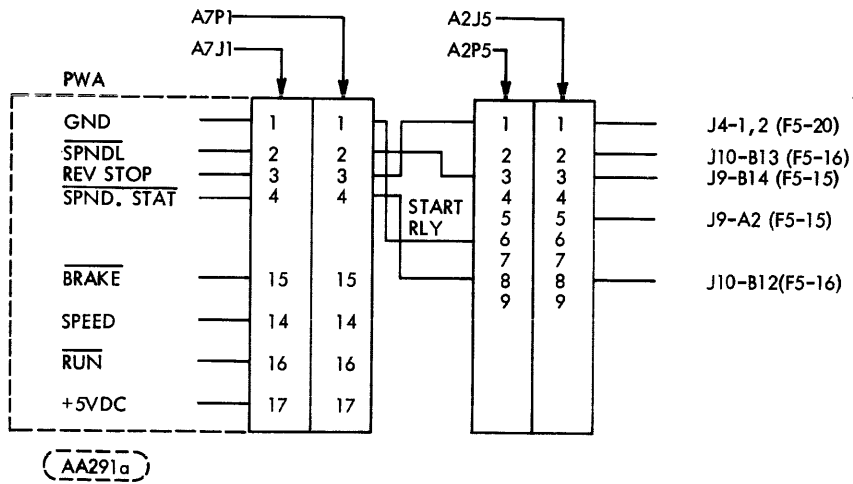 A7P1
A2J5
A7J1
A2P5
PWA
GND 1 1 1 1 J4-1,2 (F5-20)
SPNDL 2 2 2 2 J10-B13 (F5-16)
REV STOP 3 3 3 3 J9-B14 (F5-15)
SPND. STAT 4 4 4 4
START 5 5 J9-A2 (F5-15)
RLY 6 6
7 7
BRAKE 15 15 8 8 J10-B12(F5-16)
9 9
SPEED 14 14
RUN 16 16
+5VDC 17 17
AA291a